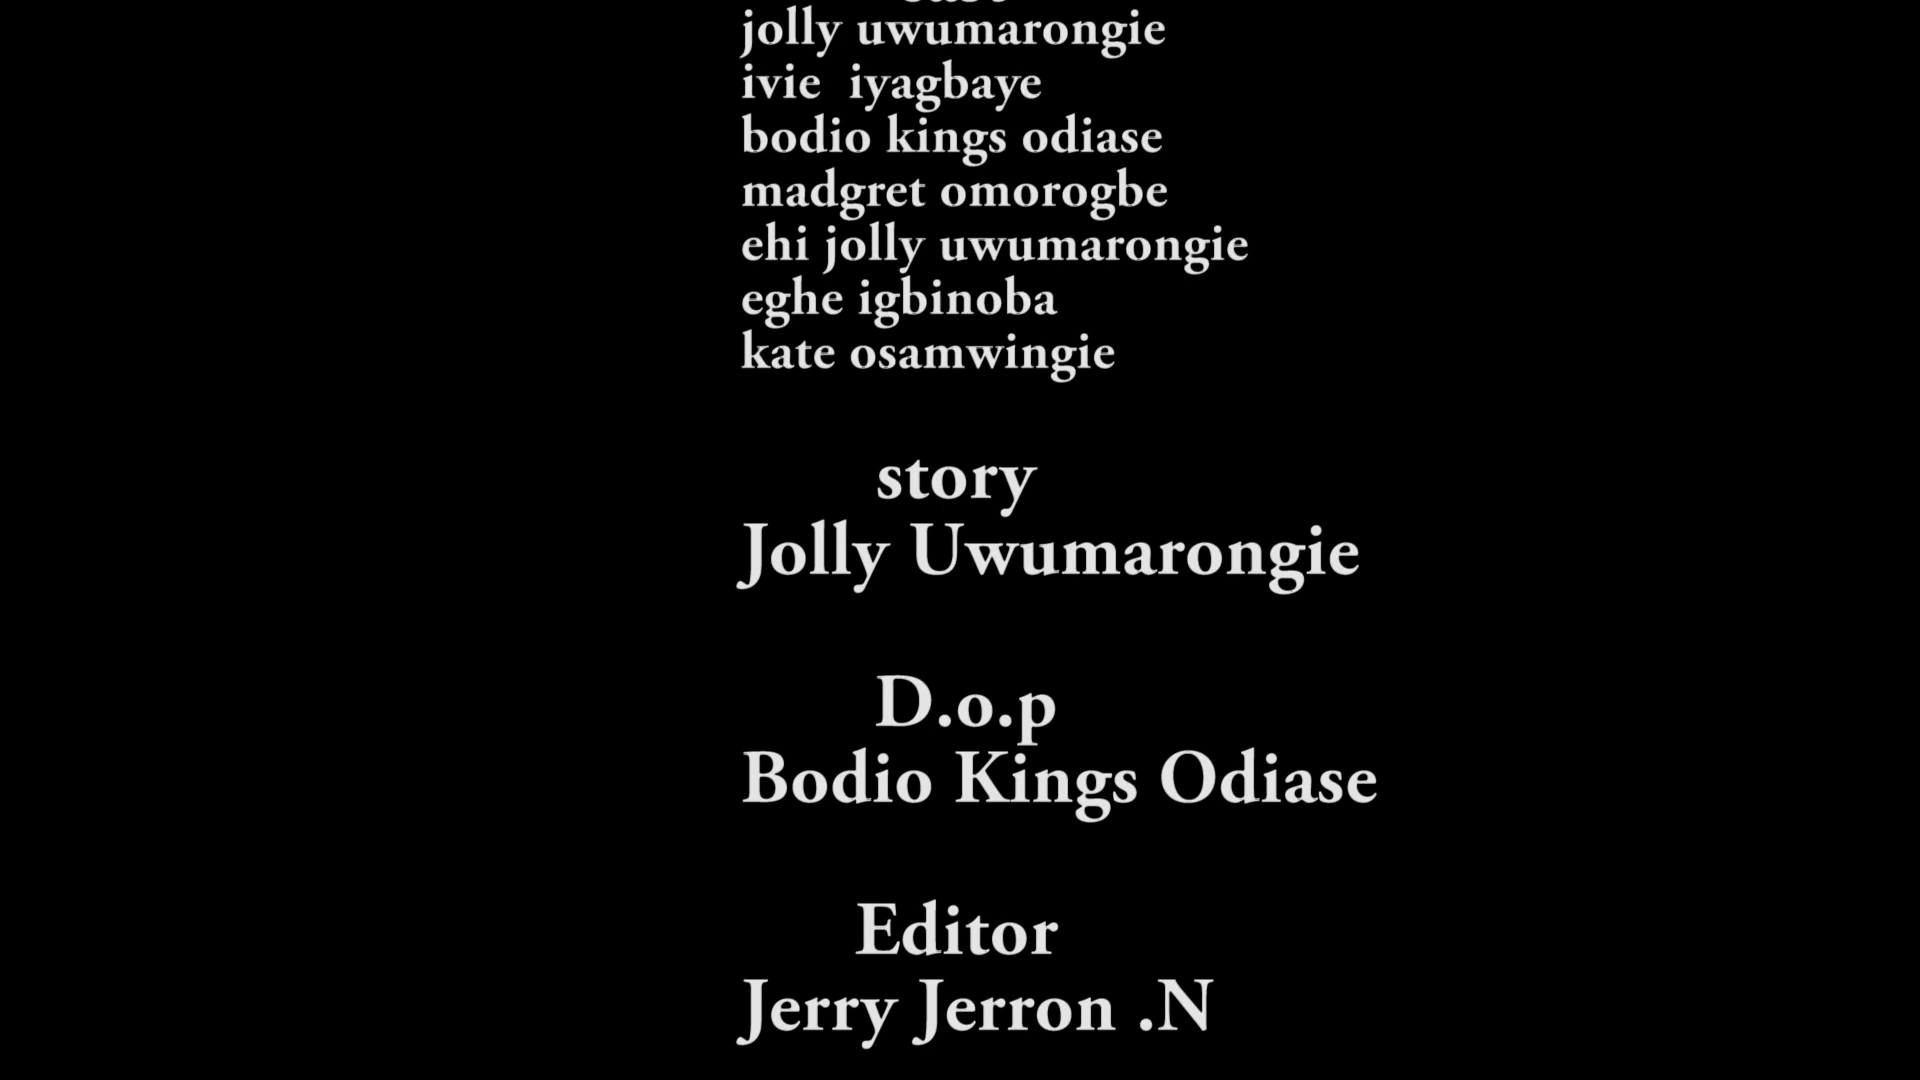 jolly uwumarongie
ivie iyagbaye
bodio kings odiase
madgret omorogbe
ehi jolly uwumarongie
eghe igbinoba
kate osamwingie
story
Jolly Uwumarongie
D.o.p
Bodio Kings Odiase
Editor
Jerry Jerron .N